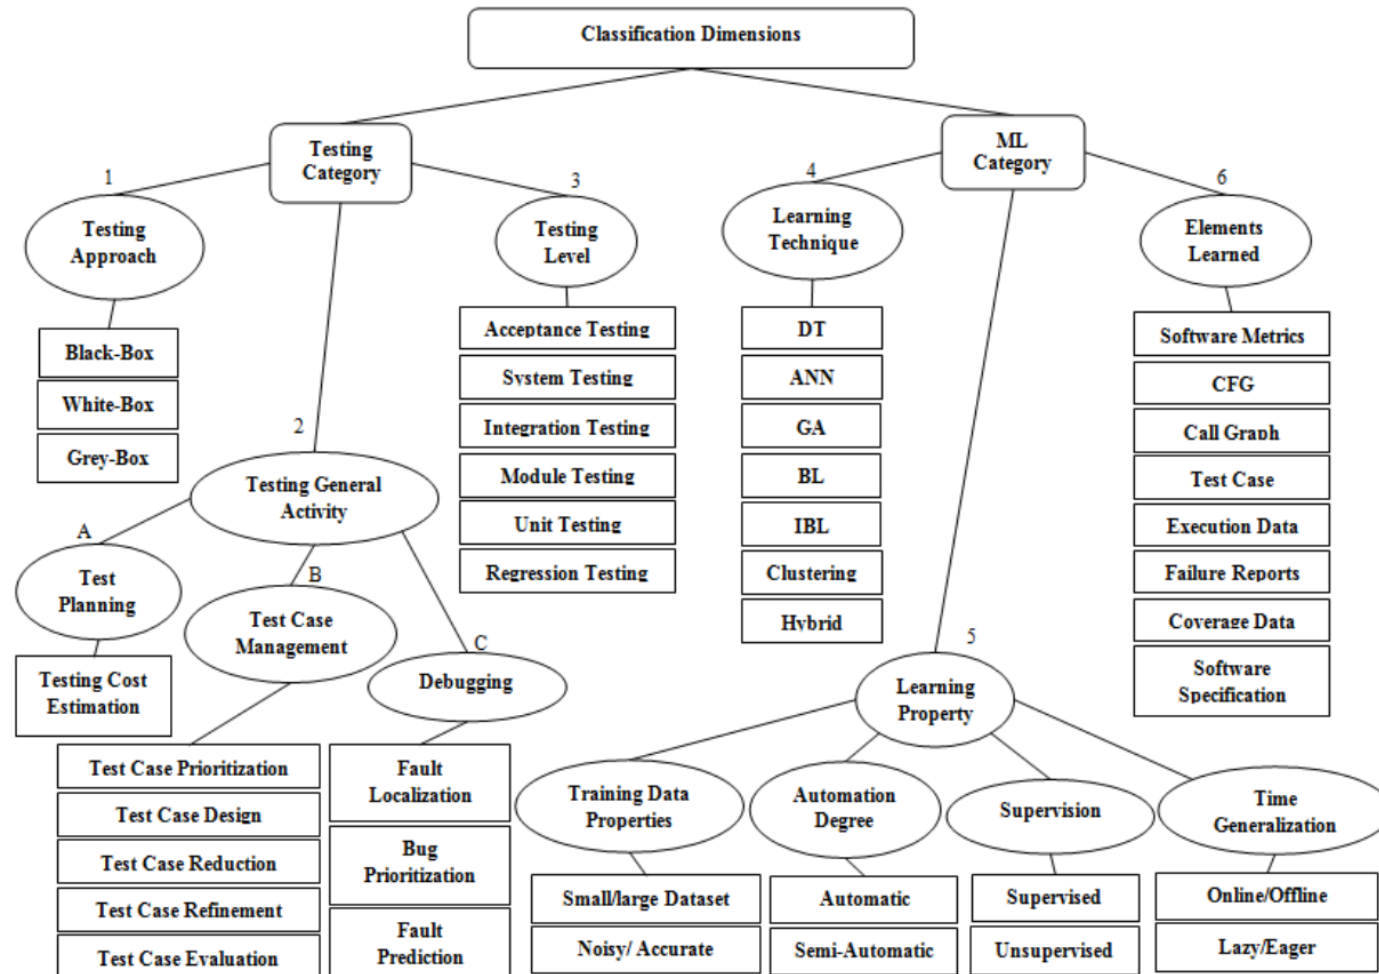 Classification Dimensions
Testing
Category
ML
Category
1
Testing
Approach
Black-Box
White-Box
Grey-Box
2
Testing General
Activity
A
Test
Planning
Testing Cost
Estimation
B
Test Case
Management
Test Case Prioritization
Test Case Design
Test Case Reduction
Test Case Refinement
Test Case Evaluation
C
Debugging
Fault
Localization
Bug
Prioritization
Fault
Prediction
3
Testing
Level
Acceptance Testing
System Testing
Integration Testing
Module Testing
Unit Testing
Regression Testing
4
Learning
Technique
DT
ANN
GA
BL
IBL
Clustering
Hybrid
5
Learning
Property
Training Data
Properties
Small/large Dataset
Noisy/ Accurate
Automation
Degree
Automatic
Semi-Automatic
Supervision
Supervised
Unsupervised
Time
Generalization
Online/Offline
Lazy/Eager
6
Elements
Learned
Software Metrics
CFG
Call Graph
Test Case
Execution Data
Failure Reports
Coverage Data
Software
Specification